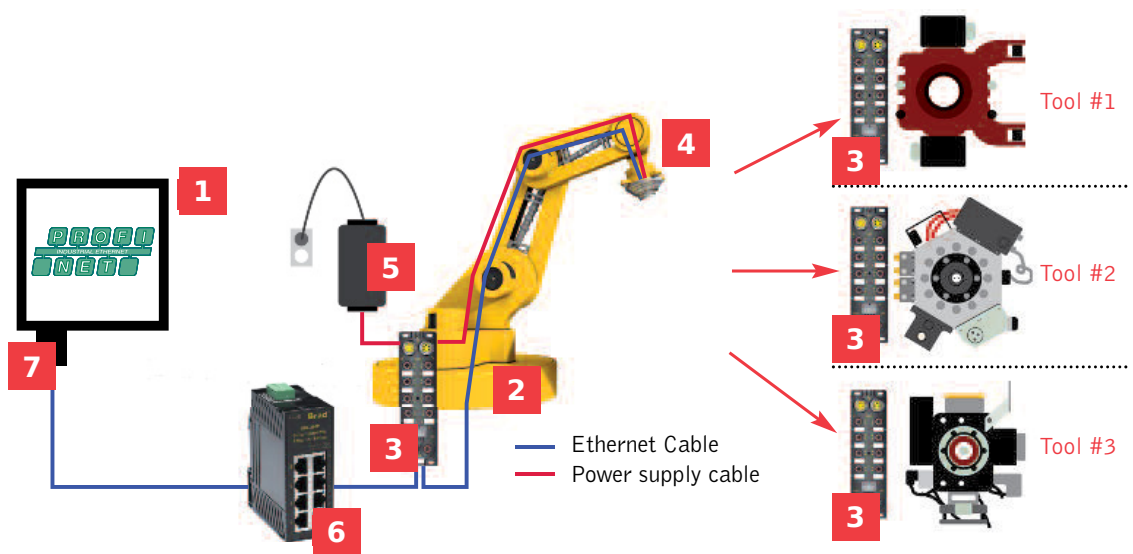 1
PROFI
INDUSTRIAL ETHERNET
NET
7
5
4
2
3
6
Ethernet Cable
Power supply cable
3
Tool #1
3
Tool #2
3
Tool #3